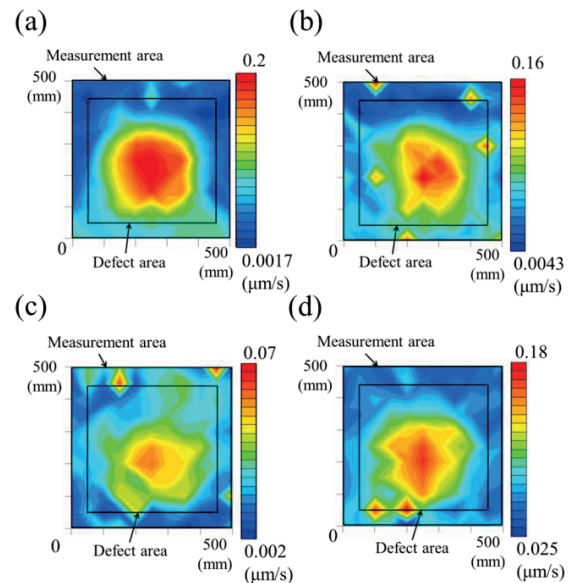 (a)
Measurement area
500
(mm)
0
500
(mm)
Defect area
0.2
0.0017
(μm/s)
(b)
Measurement area
500
(mm)
0
500
(mm)
Defect area
0.16
0.0043
(μm/s)
(c)
Measurement area
500
(mm)
0
500
(mm)
Defect area
0.07
0.002
(μm/s)
(d)
Measurement area
500
(mm)
0
500
(mm)
Defect area
0.18
0.025
(μm/s)